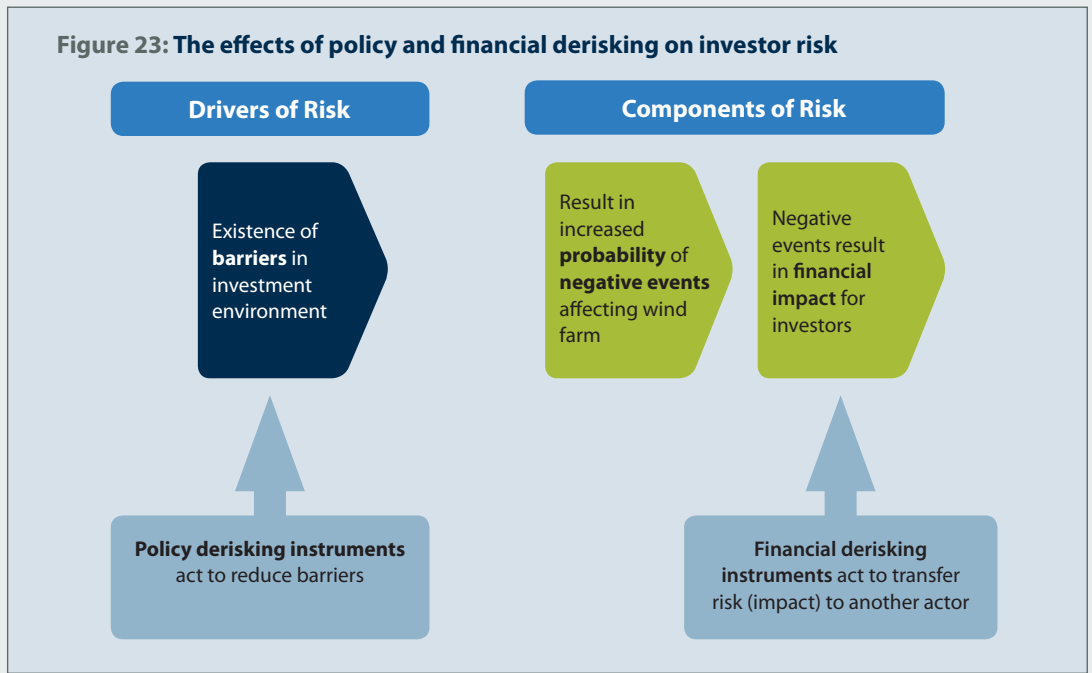 Figure 23: The effects of policy and financial derisking on investor risk
Drivers of Risk
Components of Risk
Existence of
barriers in
investment
environment
Result in
increased
probability of
negative events
affecting wind
farm
Negative
events result
in financial
impact for
investors
Policy derisking instruments
act to reduce barriers
Financial derisking
instruments act to transfer
risk (impact) to another actor